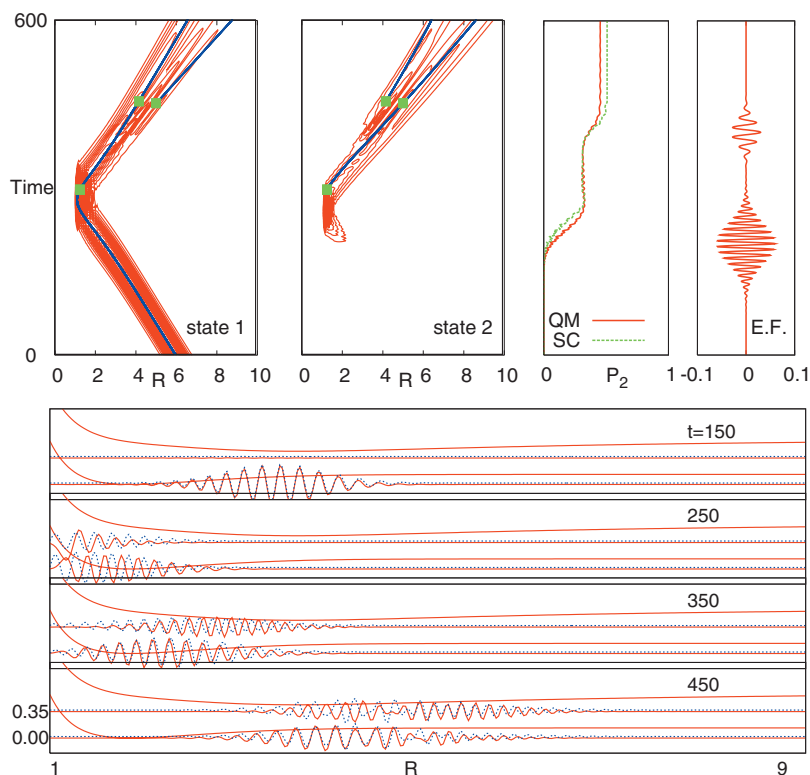 600
Time
0
state 1
state 2
QM
SC
E.F.
0 2 4 6 8 10
R
0 2 4 6 8 10
R
0 1
P2
-0.1 0 0.1
t=150
250
350
450
0.35
0.00
1 R 9